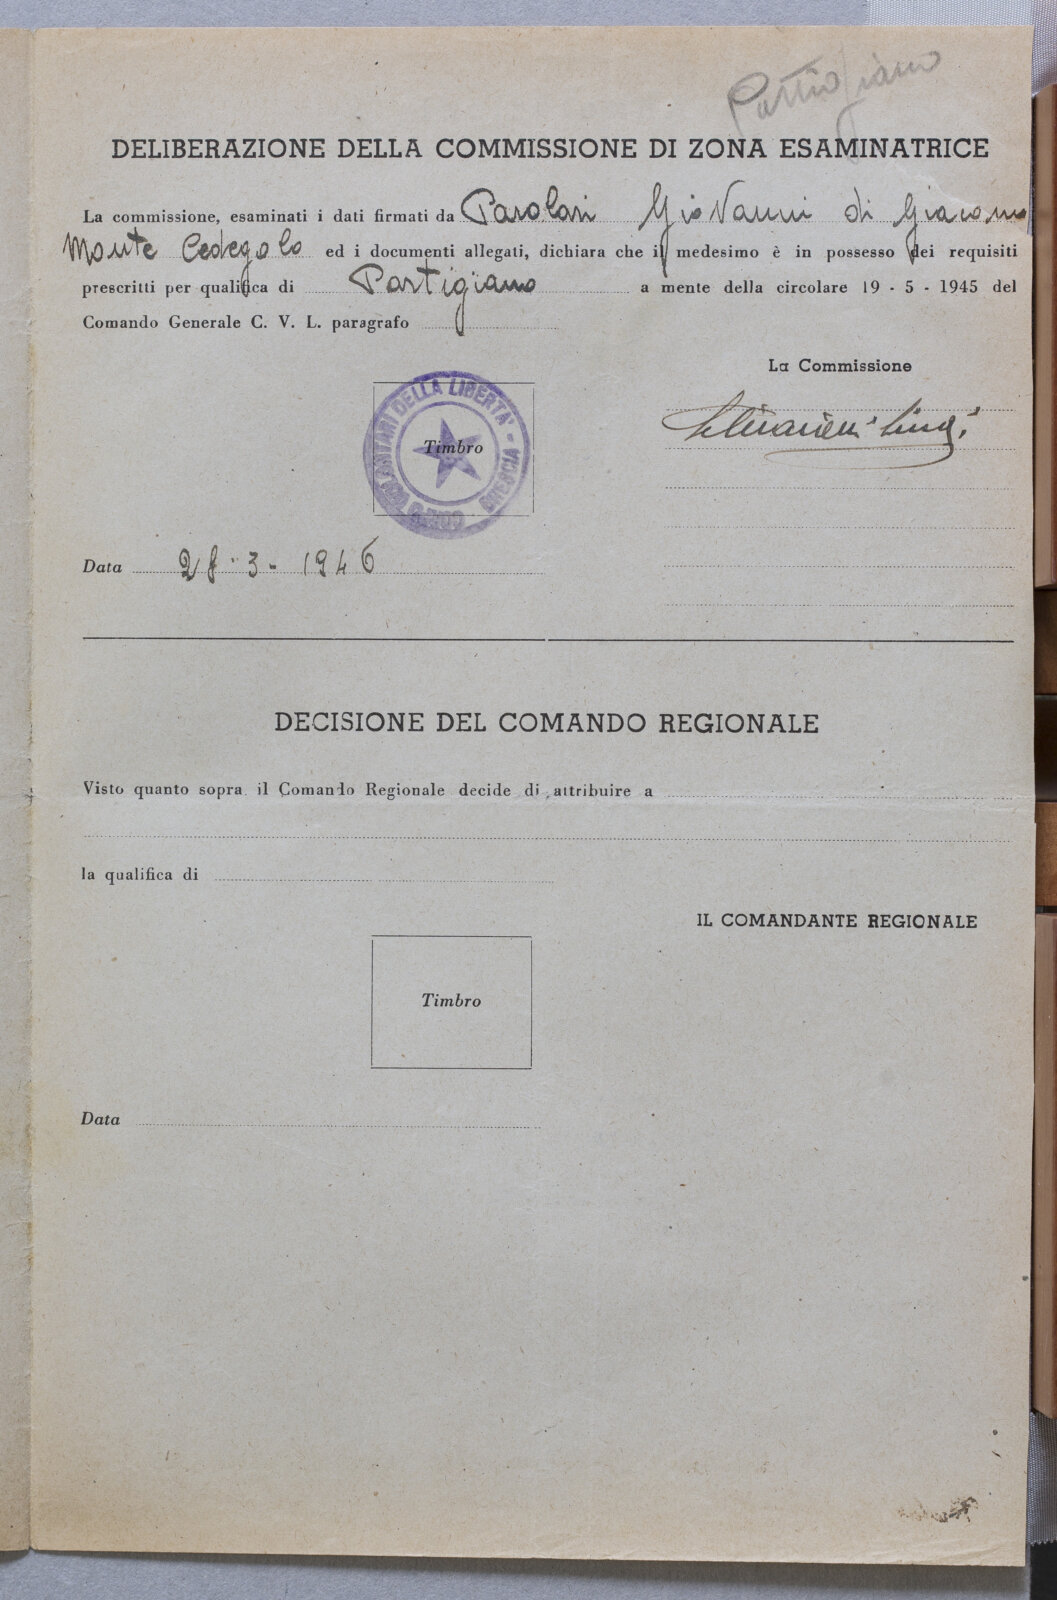 Partigiano
DELIBERAZIONE DELLA COMMISSIONE DI ZONA ESAMINATRICE
La commissione, esaminati i dati firmati da Parolari Giovanni di Giacomo
Monte Cedegolo ed i documenti allegati, dichiara che il medesimo è in possesso dei requisiti
prescritti per qualifica di Partigiano a mente della circolare 19 - 5 - 1945 del
Comando Generale C. V. L. paragrafo
La Commissione
CORPO VOLONTARI DELLA LIBERTA' - BRESCIA
Timbro
Data 28 - 3 - 1946
DECISIONE DEL COMANDO REGIONALE
Visto quanto sopra il Comando Regionale decide di attribuire a
la qualifica di
IL COMANDANTE REGIONALE
Timbro
Data